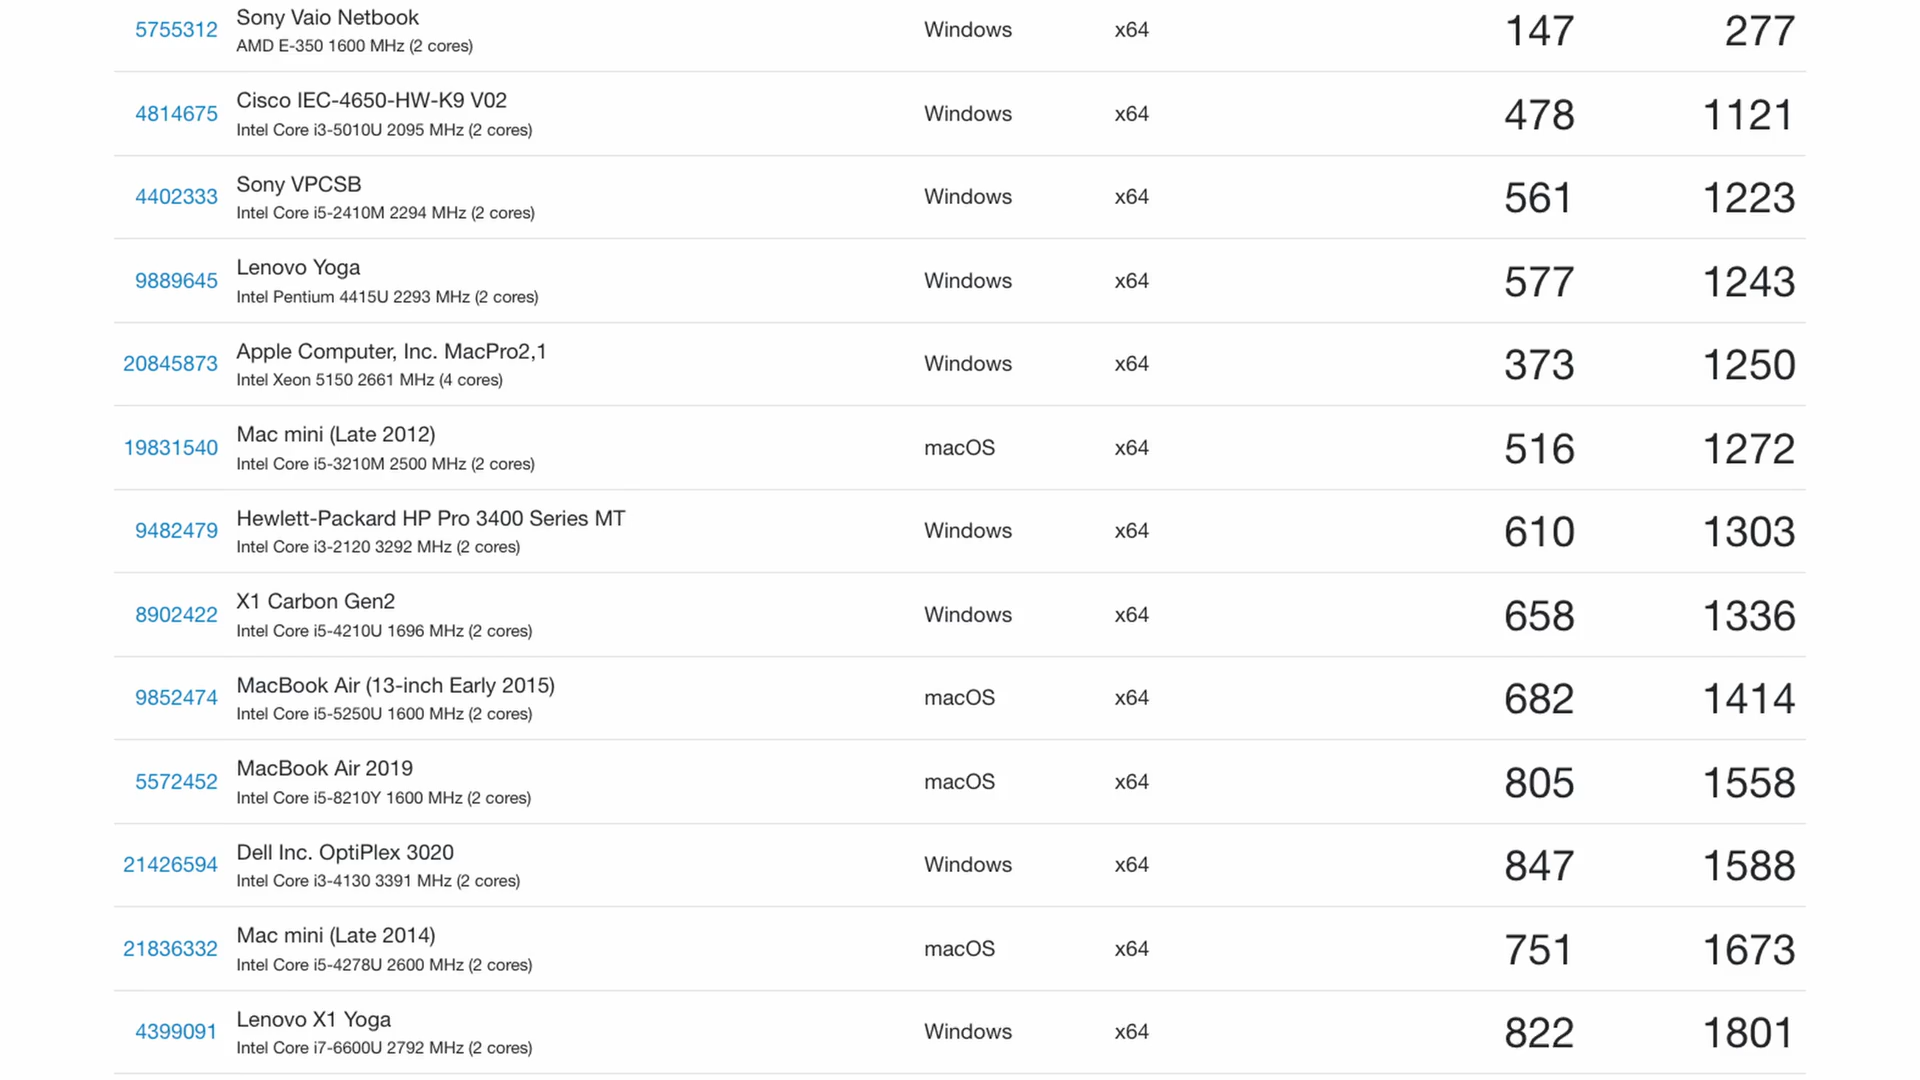 5755312 Sony Vaio Netbook Windows x64 147 277
AMD E-350 1600 MHz (2 cores)
4814675 Cisco IEC-4650-HW-K9 V02 Windows x64 478 1121
Intel Core i3-5010U 2095 MHz (2 cores)
4402333 Sony VPCSB Windows x64 561 1223
Intel Core i5-2410M 2294 MHz (2 cores)
9889645 Lenovo Yoga Windows x64 577 1243
Intel Pentium 4415U 2293 MHz (2 cores)
20845873 Apple Computer, Inc. MacPro2,1 Windows x64 373 1250
Intel Xeon 5150 2661 MHz (4 cores)
19831540 Mac mini (Late 2012) macOS x64 516 1272
Intel Core i5-3210M 2500 MHz (2 cores)
9482479 Hewlett-Packard HP Pro 3400 Series MT Windows x64 610 1303
Intel Core i3-2120 3292 MHz (2 cores)
8902422 X1 Carbon Gen2 Windows x64 658 1336
Intel Core i5-4210U 1696 MHz (2 cores)
9852474 MacBook Air (13-inch Early 2015) macOS x64 682 1414
Intel Core i5-5250U 1600 MHz (2 cores)
5572452 MacBook Air 2019 macOS x64 805 1558
Intel Core i5-8210Y 1600 MHz (2 cores)
21426594 Dell Inc. OptiPlex 3020 Windows x64 847 1588
Intel Core i3-4130 3391 MHz (2 cores)
21836332 Mac mini (Late 2014) macOS x64 751 1673
Intel Core i5-4278U 2600 MHz (2 cores)
4399091 Lenovo X1 Yoga Windows x64 822 1801
Intel Core i7-6600U 2792 MHz (2 cores)